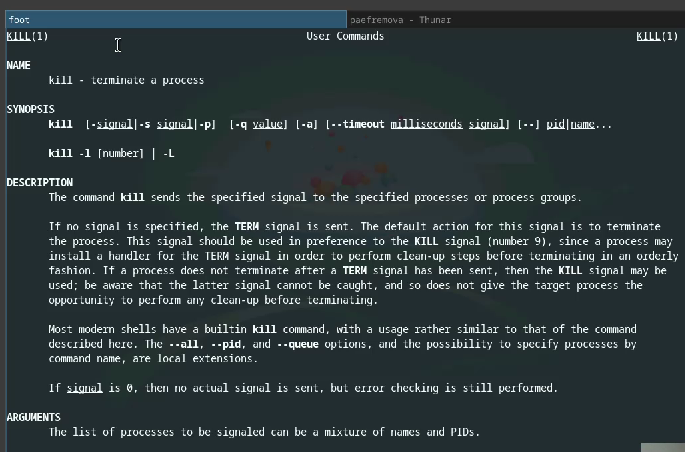 foot
paefremova - Thunar
KILL(1) User Commands KILL(1)
NAME
kill - terminate a process
SYNOPSIS
kill [-signal|-s signal|-p] [-q value] [-a] [--timeout milliseconds signal] [--] pid|name...
kill -l [number] | -L
DESCRIPTION
The command kill sends the specified signal to the specified processes or process groups.
If no signal is specified, the TERM signal is sent. The default action for this signal is to terminate
the process. This signal should be used in preference to the KILL signal (number 9), since a process may
install a handler for the TERM signal in order to perform clean-up steps before terminating in an orderly
fashion. If a process does not terminate after a TERM signal has been sent, then the KILL signal may be
used; be aware that the latter signal cannot be caught, and so does not give the target process the
opportunity to perform any clean-up before terminating.
Most modern shells have a builtin kill command, with a usage rather similar to that of the command
described here. The --all, --pid, and --queue options, and the possibility to specify processes by
command name, are local extensions.
If signal is 0, then no actual signal is sent, but error checking is still performed.
ARGUMENTS
The list of processes to be signaled can be a mixture of names and PIDs.